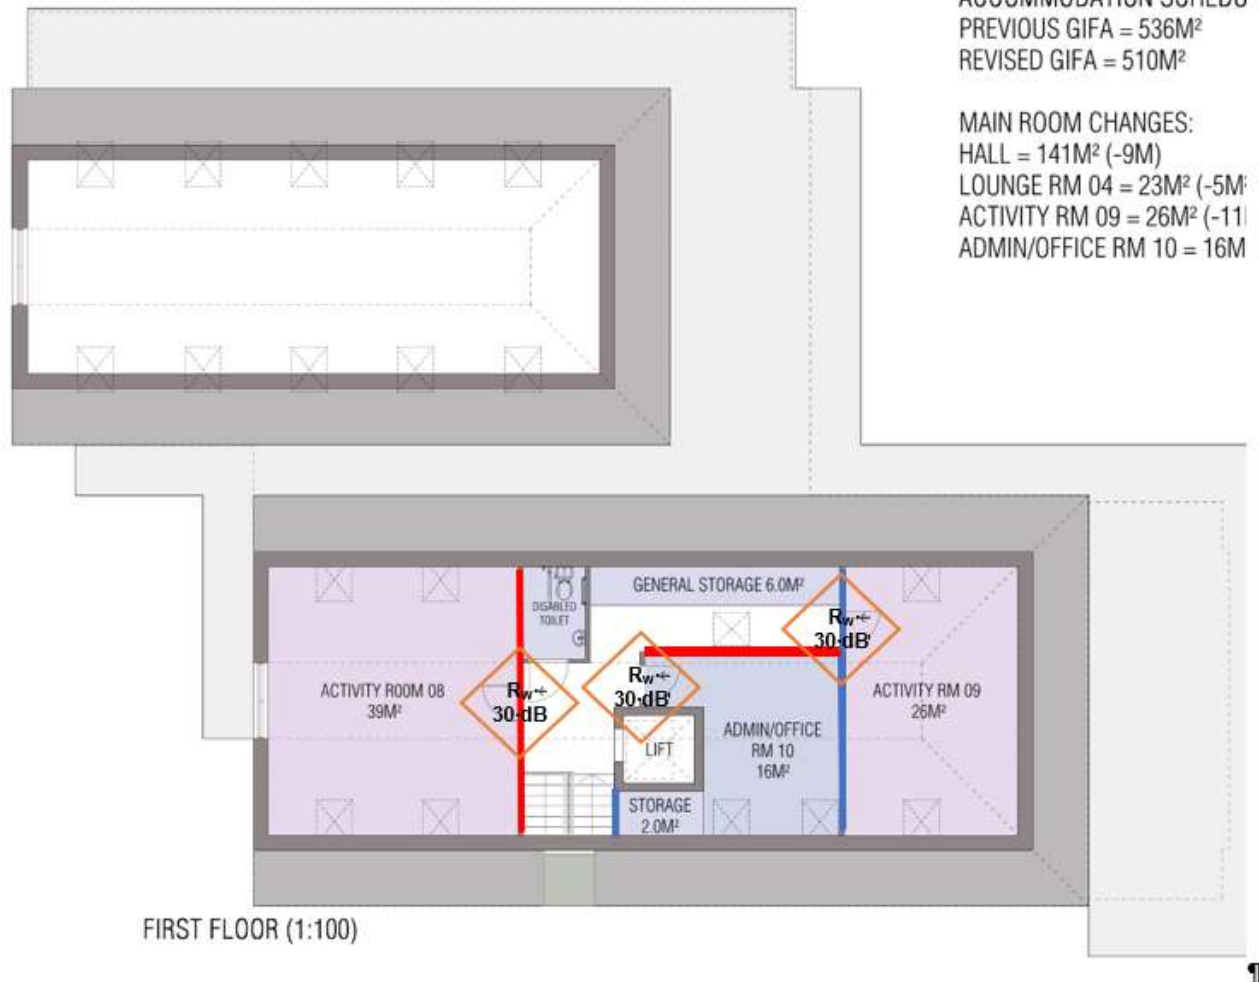 PREVIOUS GIFA = 536M²
REVISED GIFA = 510M²
MAIN ROOM CHANGES:
HALL = 141M² (-9M)
LOUNGE RM 04 = 23M² (-5M²
ACTIVITY RM 09 = 26M² (-11
ADMIN/OFFICE RM 10 = 16M
GENERAL STORAGE 6.0M²
DISABLED
TOILET
Rw
30·dB
Rw
30·dB
Rw
30·dB
ACTIVITY ROOM 08
39M²
ACTIVITY RM 09
26M²
ADMIN/OFFICE
RM 10
16M²
LIFT
STORAGE
2.0M²
FIRST FLOOR (1:100)
¶